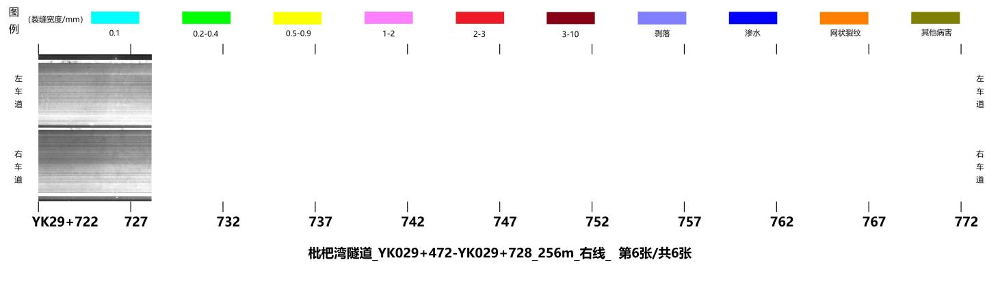 图例
(裂缝宽度/mm)
0.1 0.2-0.4 0.5-0.9 1-2 2-3 3-10 剥落 渗水 网状裂纹 其他病害
左车道 左车道
右车道 右车道
YK29+722 727 732 737 742 747 752 757 762 767 772
枇杷湾隧道_YK029+472-YK029+728_256m_右线_ 第6张/共6张